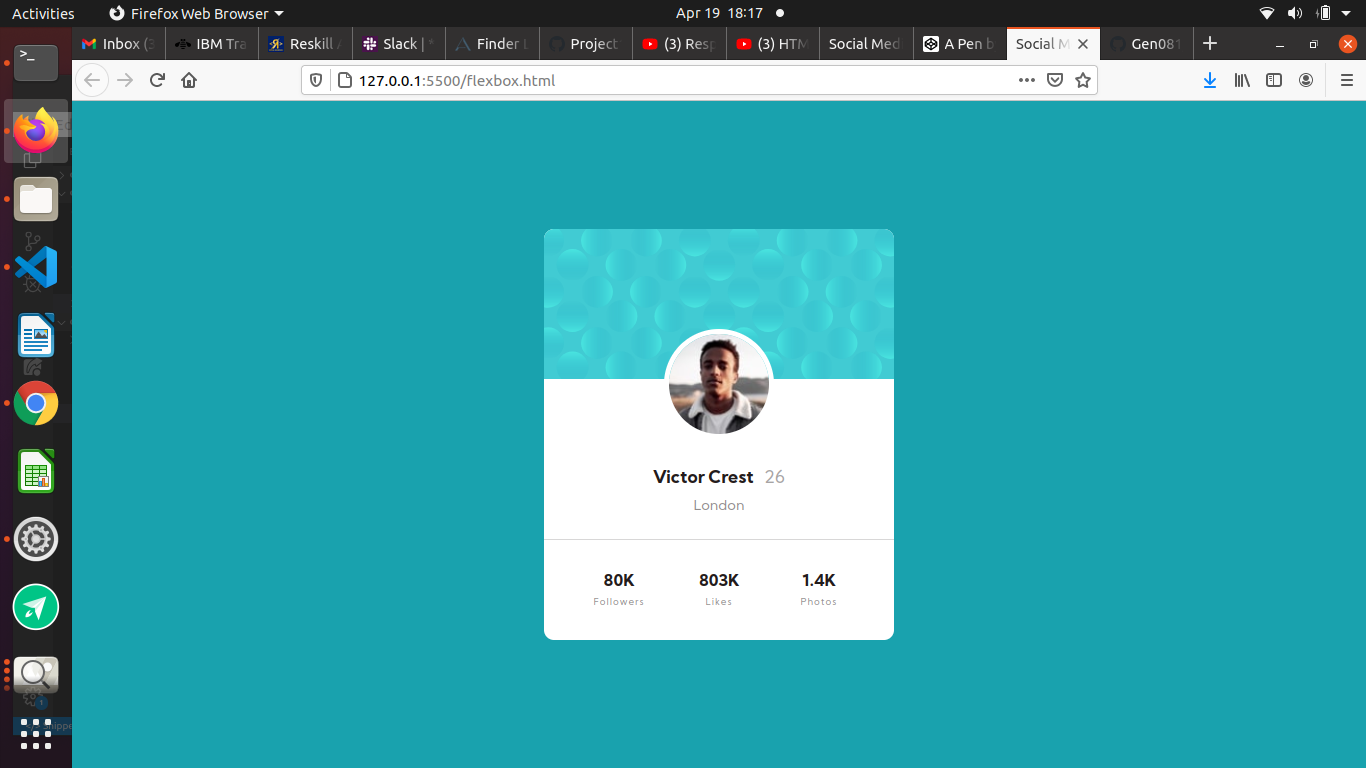 Activities Firefox Web Browser Apr 19 18:17
Inbox (3 IBM Tra Reskill Slack | Finder Project (3) Resp (3) HTM Social Med A Pen b Social M Gen081
127.0.0.1:5500/flexbox.html
Victor Crest 26
London
80K 803K 1.4K
Followers Likes Photos